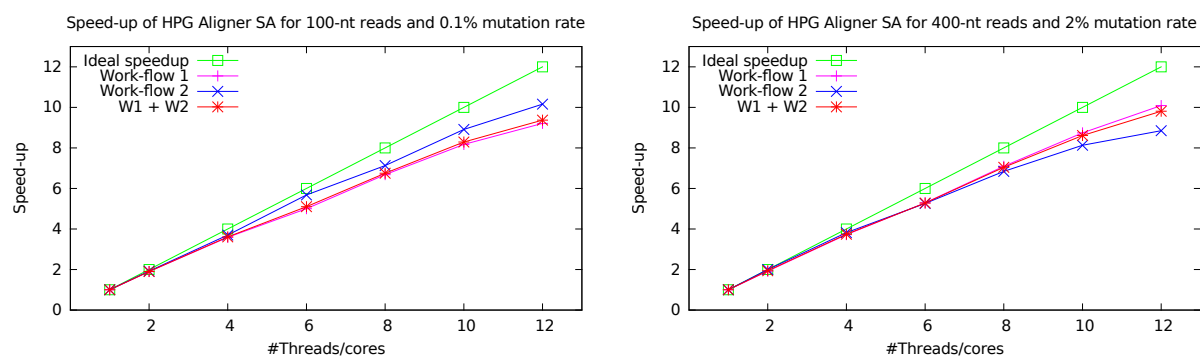 Speed-up of HPG Aligner SA for 100-nt reads and 0.1% mutation rate
Ideal speedup
Work-flow 1
Work-flow 2
W1 + W2
Speed-up
12
10
8
6
4
2
0
2 4 6 8 10 12
#Threads/cores
Speed-up of HPG Aligner SA for 400-nt reads and 2% mutation rate
Ideal speedup
Work-flow 1
Work-flow 2
W1 + W2
Speed-up
12
10
8
6
4
2
0
2 4 6 8 10 12
#Threads/cores